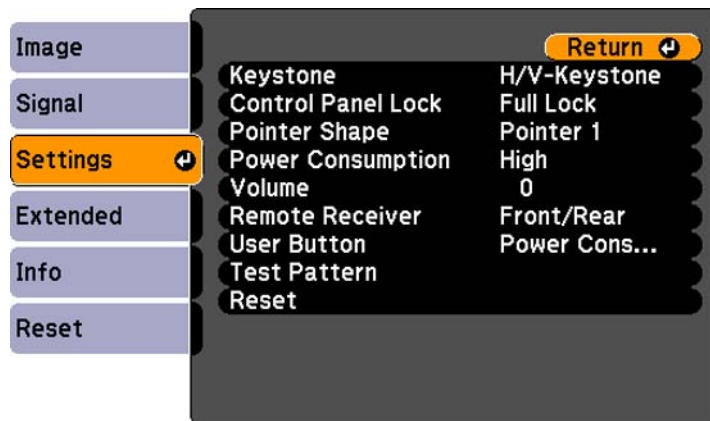 Image
Signal
Settings
Extended
Info
Reset
Return
Keystone H/V-Keystone
Control Panel Lock Full Lock
Pointer Shape Pointer 1
Power Consumption High
Volume 0
Remote Receiver Front/Rear
User Button Power Cons...
Test Pattern
Reset